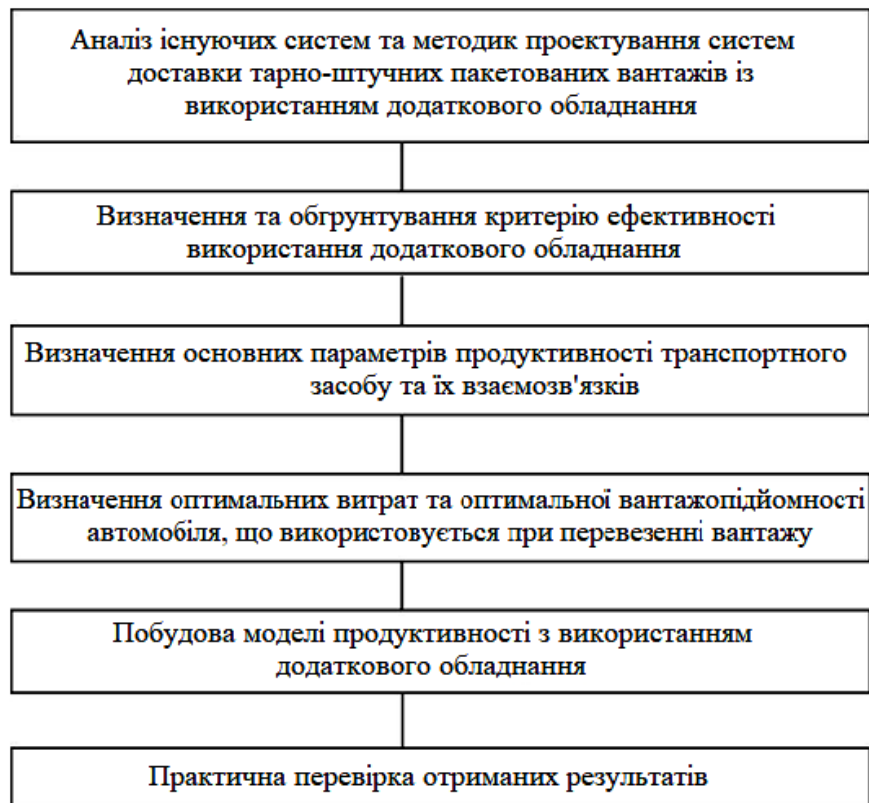 Аналіз існуючих систем та методик проектування систем
доставки тарно-штучних пакетованих вантажів із
використанням додаткового обладнання
Визначення та обгрунтування критерію ефективності
використання додаткового обладнання
Визначення основних параметрів продуктивності транспортного
засобу та їх взаємозв'язків
Визначення оптимальних витрат та оптимальної вантажопідйомності
автомобіля, що використовується при перевезенні вантажу
Побудова моделі продуктивності з використанням
додаткового обладнання
Практична перевірка отриманих результатів